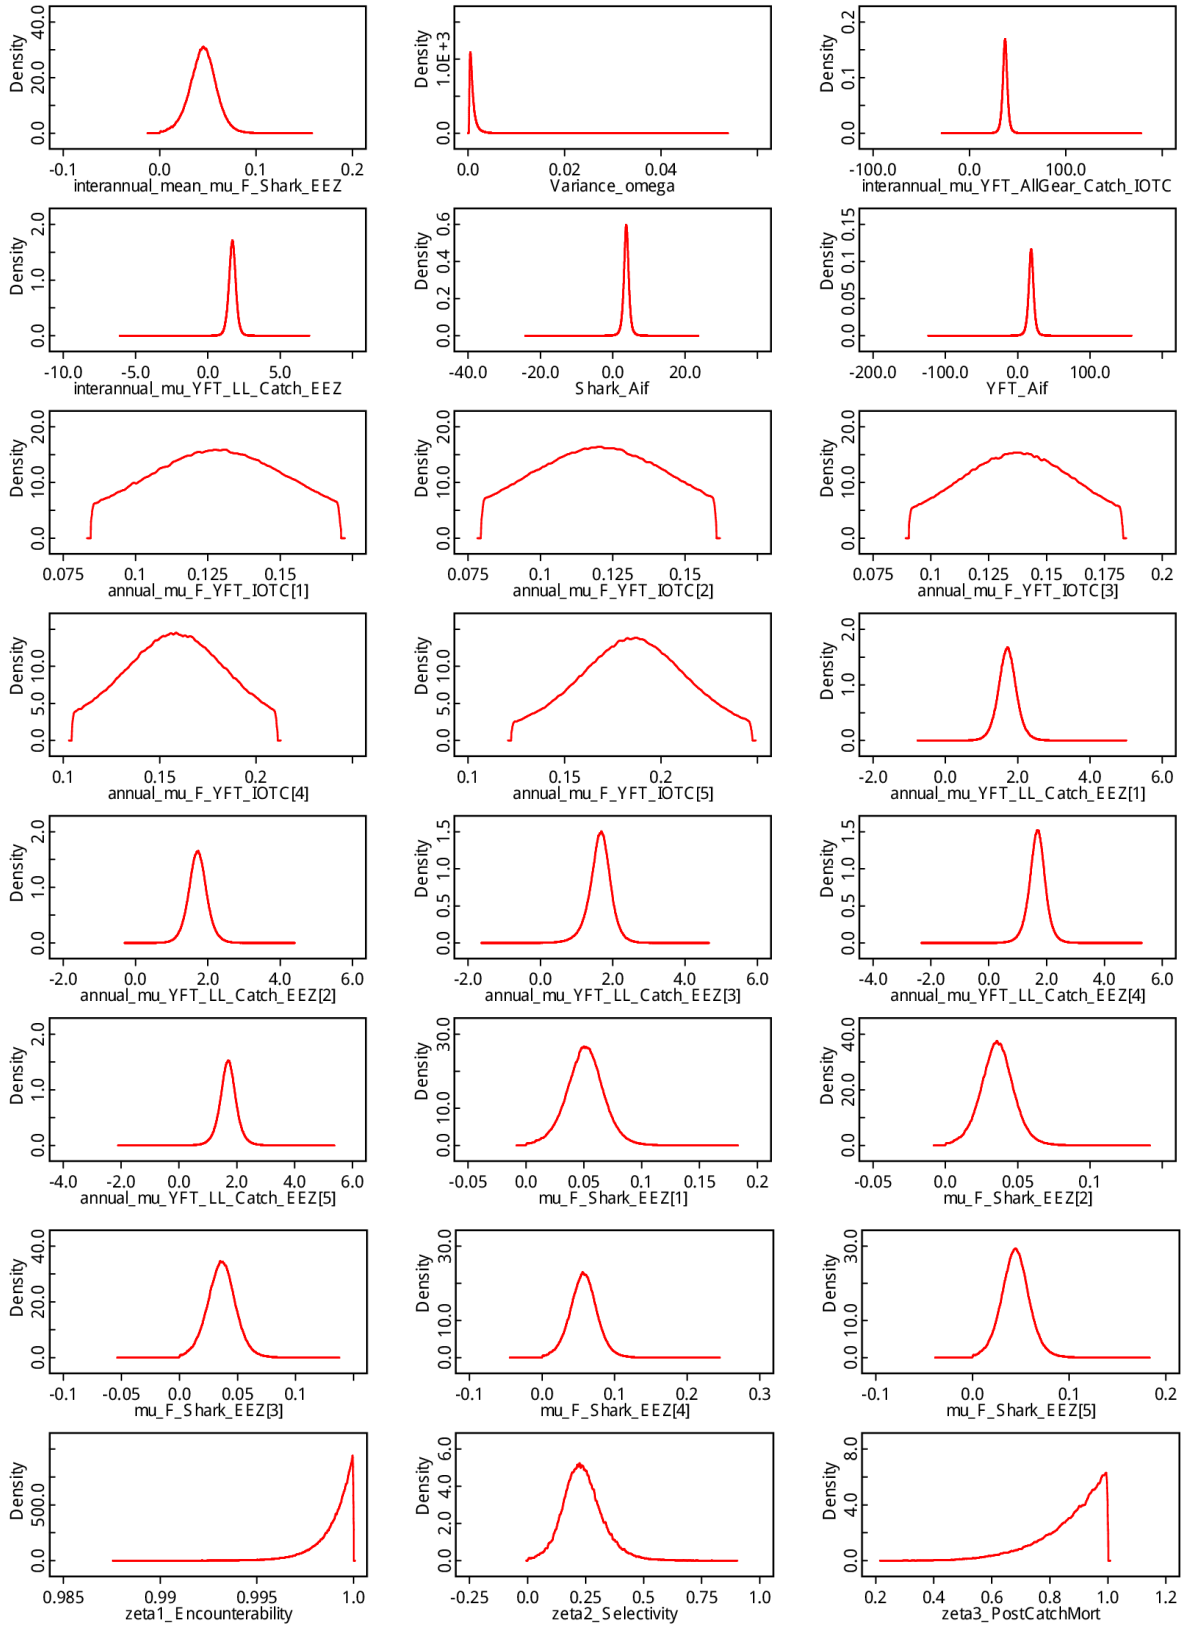 Density
40.0
20.0
0.0
-0.1 0.0 0.1 0.2
interannual_mean_mu_F_Shark_EEZ
Density
1.0E+3
0.0
0.0 0.02 0.04
Variance_omega
Density
0.2
0.1
0.0
-100.0 0.0 100.0
interannual_mu_YFT_AllGear_Catch_IOTC
Density
2.0
1.0
0.0
-10.0 -5.0 0.0 5.0
interannual_mu_YFT_LL_Catch_EEZ
Density
0.6
0.4
0.2
0.0
-40.0 -20.0 0.0 20.0
Shark_Aif
Density
0.15
0.1
0.05
0.0
-200.0 -100.0 0.0 100.0
YFT_Aif
Density
20.0
10.0
0.0
0.075 0.1 0.125 0.15
annual_mu_F_YFT_IOTC[1]
Density
20.0
10.0
0.0
0.075 0.1 0.125 0.15
annual_mu_F_YFT_IOTC[2]
Density
20.0
10.0
0.0
0.075 0.1 0.125 0.15 0.175 0.2
annual_mu_F_YFT_IOTC[3]
Density
10.0
5.0
0.0
0.1 0.15 0.2
annual_mu_F_YFT_IOTC[4]
Density
10.0
5.0
0.0
0.1 0.15 0.2
annual_mu_F_YFT_IOTC[5]
Density
2.0
1.0
0.0
-2.0 0.0 2.0 4.0 6.0
annual_mu_YFT_LL_Catch_EEZ[1]
Density
2.0
1.0
0.0
-2.0 0.0 2.0 4.0 6.0
annual_mu_YFT_LL_Catch_EEZ[2]
Density
1.5
1.0
0.5
0.0
-2.0 0.0 2.0 4.0 6.0
annual_mu_YFT_LL_Catch_EEZ[3]
Density
1.5
1.0
0.5
0.0
-4.0 -2.0 0.0 2.0 4.0 6.0
annual_mu_YFT_LL_Catch_EEZ[4]
Density
2.0
1.0
0.0
-4.0 -2.0 0.0 2.0 4.0 6.0
annual_mu_YFT_LL_Catch_EEZ[5]
Density
30.0
10.0
0.0
-0.05 0.0 0.05 0.1 0.15 0.2
mu_F_Shark_EEZ[1]
Density
40.0
20.0
0.0
-0.05 0.0 0.05 0.1
mu_F_Shark_EEZ[2]
Density
40.0
20.0
0.0
-0.1 -0.05 0.0 0.05 0.1
mu_F_Shark_EEZ[3]
Density
30.0
10.0
0.0
-0.1 0.0 0.1 0.2 0.3
mu_F_Shark_EEZ[4]
Density
30.0
10.0
0.0
-0.1 0.0 0.1 0.2
mu_F_Shark_EEZ[5]
Density
500.0
0.0
0.985 0.99 0.995 1.0
zeta1_Encounterability
Density
6.0
4.0
2.0
0.0
-0.25 0.0 0.25 0.5 0.75 1.0
zeta2_Selectivity
Density
8.0
4.0
0.0
0.2 0.4 0.6 0.8 1.0 1.2
zeta3_PostCatchMort